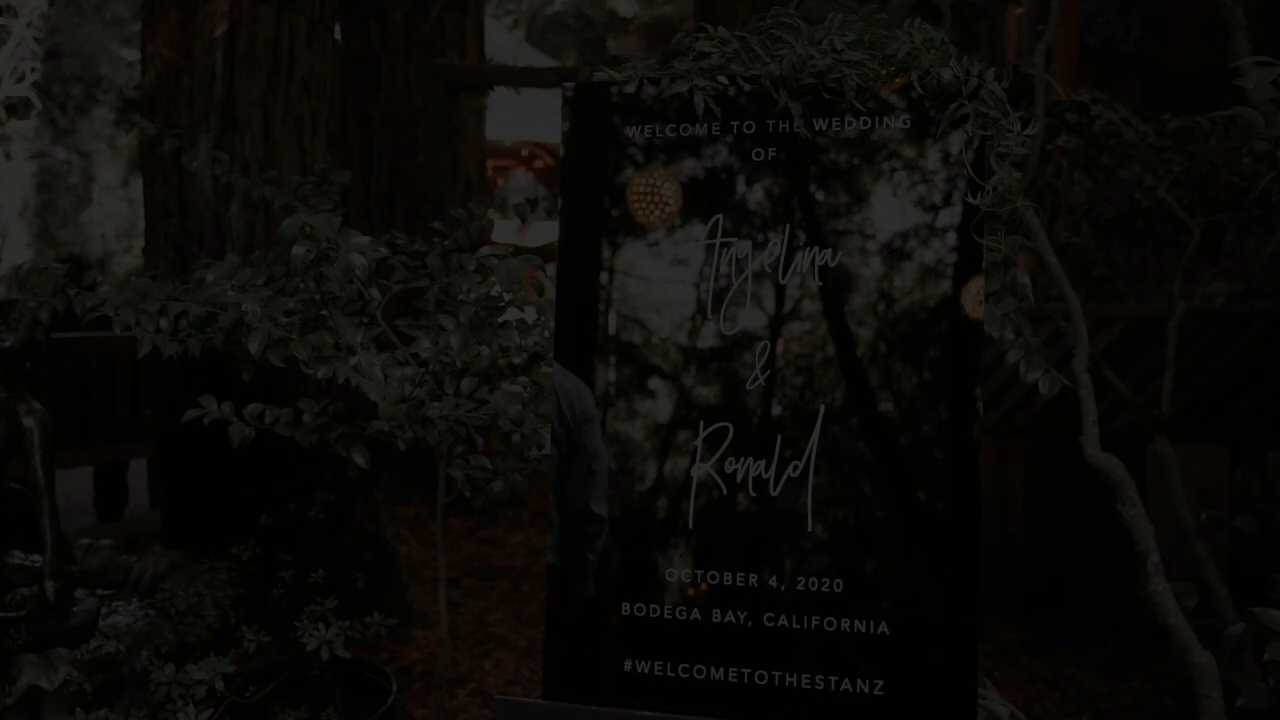 WELCOME TO THE WEDDING
OF
Angelina
&
Ronald
OCTOBER 4, 2020
BODEGA BAY, CALIFORNIA
#WELCOMETOTHESTANZ